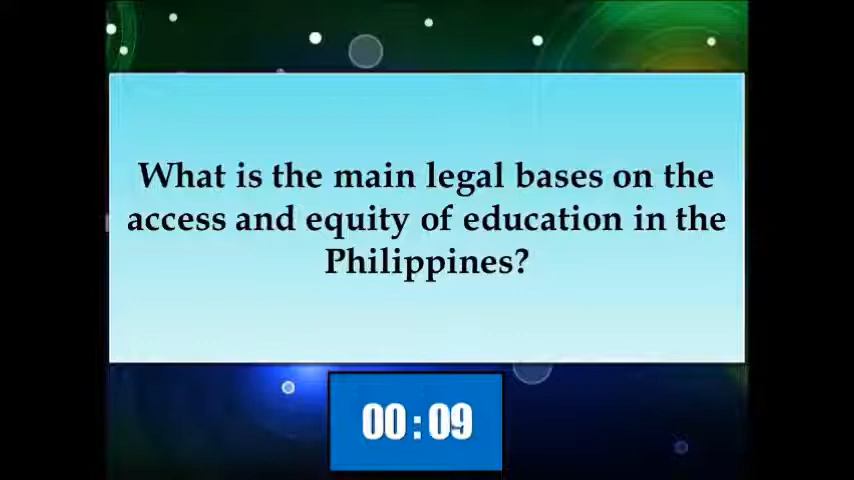 What is the main legal bases on the
access and equity of education in the
Philippines?
00:09